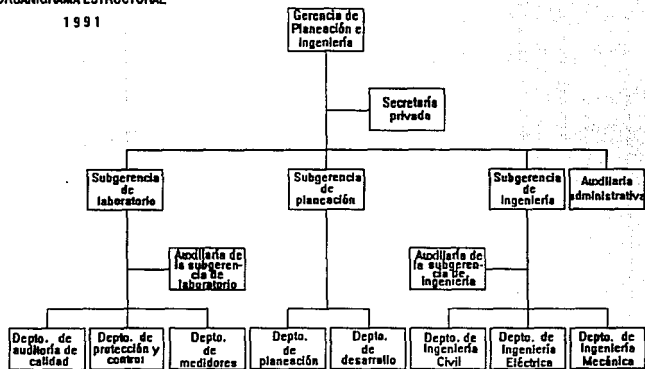 ORGANIGRAMA ESTRUCTURAL
1991
Gerencia de
Planeación e
Ingeniería
Secretaría
privada
Subgerencia
de
laboratorio
Subgerencia
de
planeación
Subgerencia
de
Ingeniería
Auxiliaría
administrativa
Auxiliaría de
la subgeren-
cia de
laboratorio
Auxiliaría de
la subgeren-
cia de
Ingeniería
Depto. de
auditoría de
calidad
Depto. de
protección y
control
Depto.
de
medidores
Depto.
de
planeación
Depto.
de
desarrollo
Depto. de
Ingeniería
Civil
Depto. de
Ingeniería
Eléctrica
Depto. de
Ingeniería
Mecánica